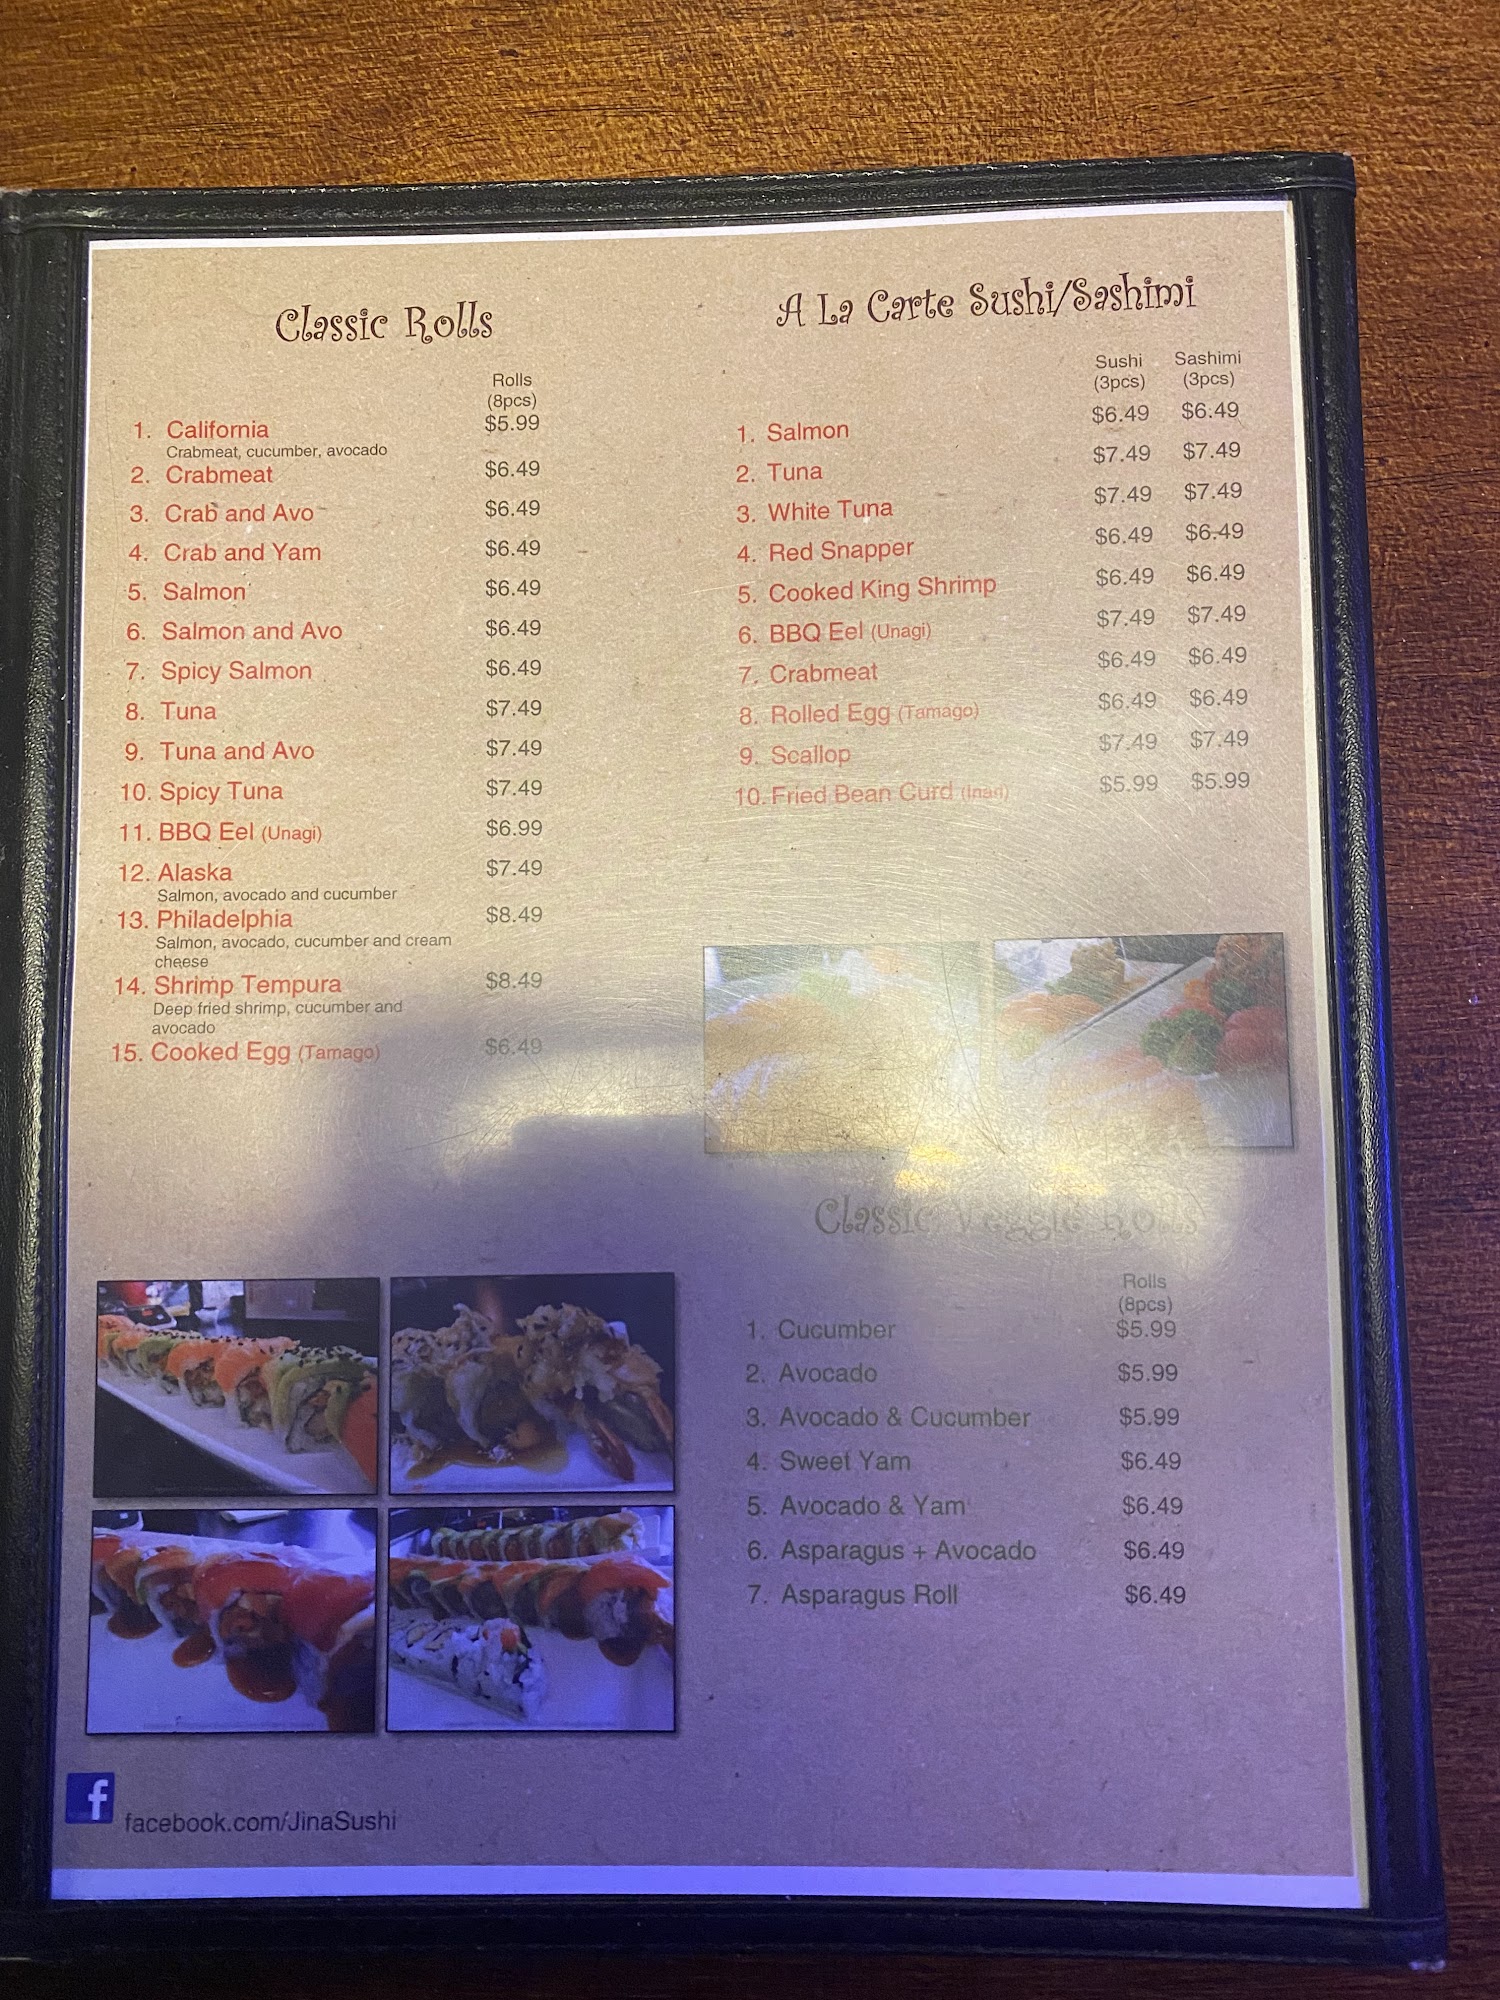 Classic Rolls
Rolls
(8pcs)
1. California $5.99
Crabmeat, cucumber, avocado
2. Crabmeat $6.49
3. Crab and Avo $6.49
4. Crab and Yam $6.49
5. Salmon $6.49
6. Salmon and Avo $6.49
7. Spicy Salmon $6.49
8. Tuna $7.49
9. Tuna and Avo $7.49
10. Spicy Tuna $7.49
11. BBQ Eel (Unagi) $6.99
12. Alaska $7.49
Salmon, avocado and cucumber
13. Philadelphia $8.49
Salmon, avocado, cucumber and cream
cheese
14. Shrimp Tempura $8.49
Deep fried shrimp, cucumber and
avocado
15. Cooked Egg (Tamago) $6.49
facebook.com/JinaSushi
A La Carte Sushi/Sashimi
Sushi Sashimi
(3pcs) (3pcs)
1. Salmon $6.49 $6.49
2. Tuna $7.49 $7.49
3. White Tuna $7.49 $7.49
4. Red Snapper $6.49 $6.49
5. Cooked King Shrimp $6.49 $6.49
6. BBQ Eel (Unagi) $7.49 $7.49
7. Crabmeat $6.49 $6.49
8. Rolled Egg (Tamago) $6.49 $6.49
9. Scallop $7.49 $7.49
10. Fried Bean Curd (Inari) $5.99 $5.99
Classic Veggie Rolls
Rolls
(8pcs)
1. Cucumber $5.99
2. Avocado $5.99
3. Avocado & Cucumber $5.99
4. Sweet Yam $6.49
5. Avocado & Yam $6.49
6. Asparagus + Avocado $6.49
7. Asparagus Roll $6.49